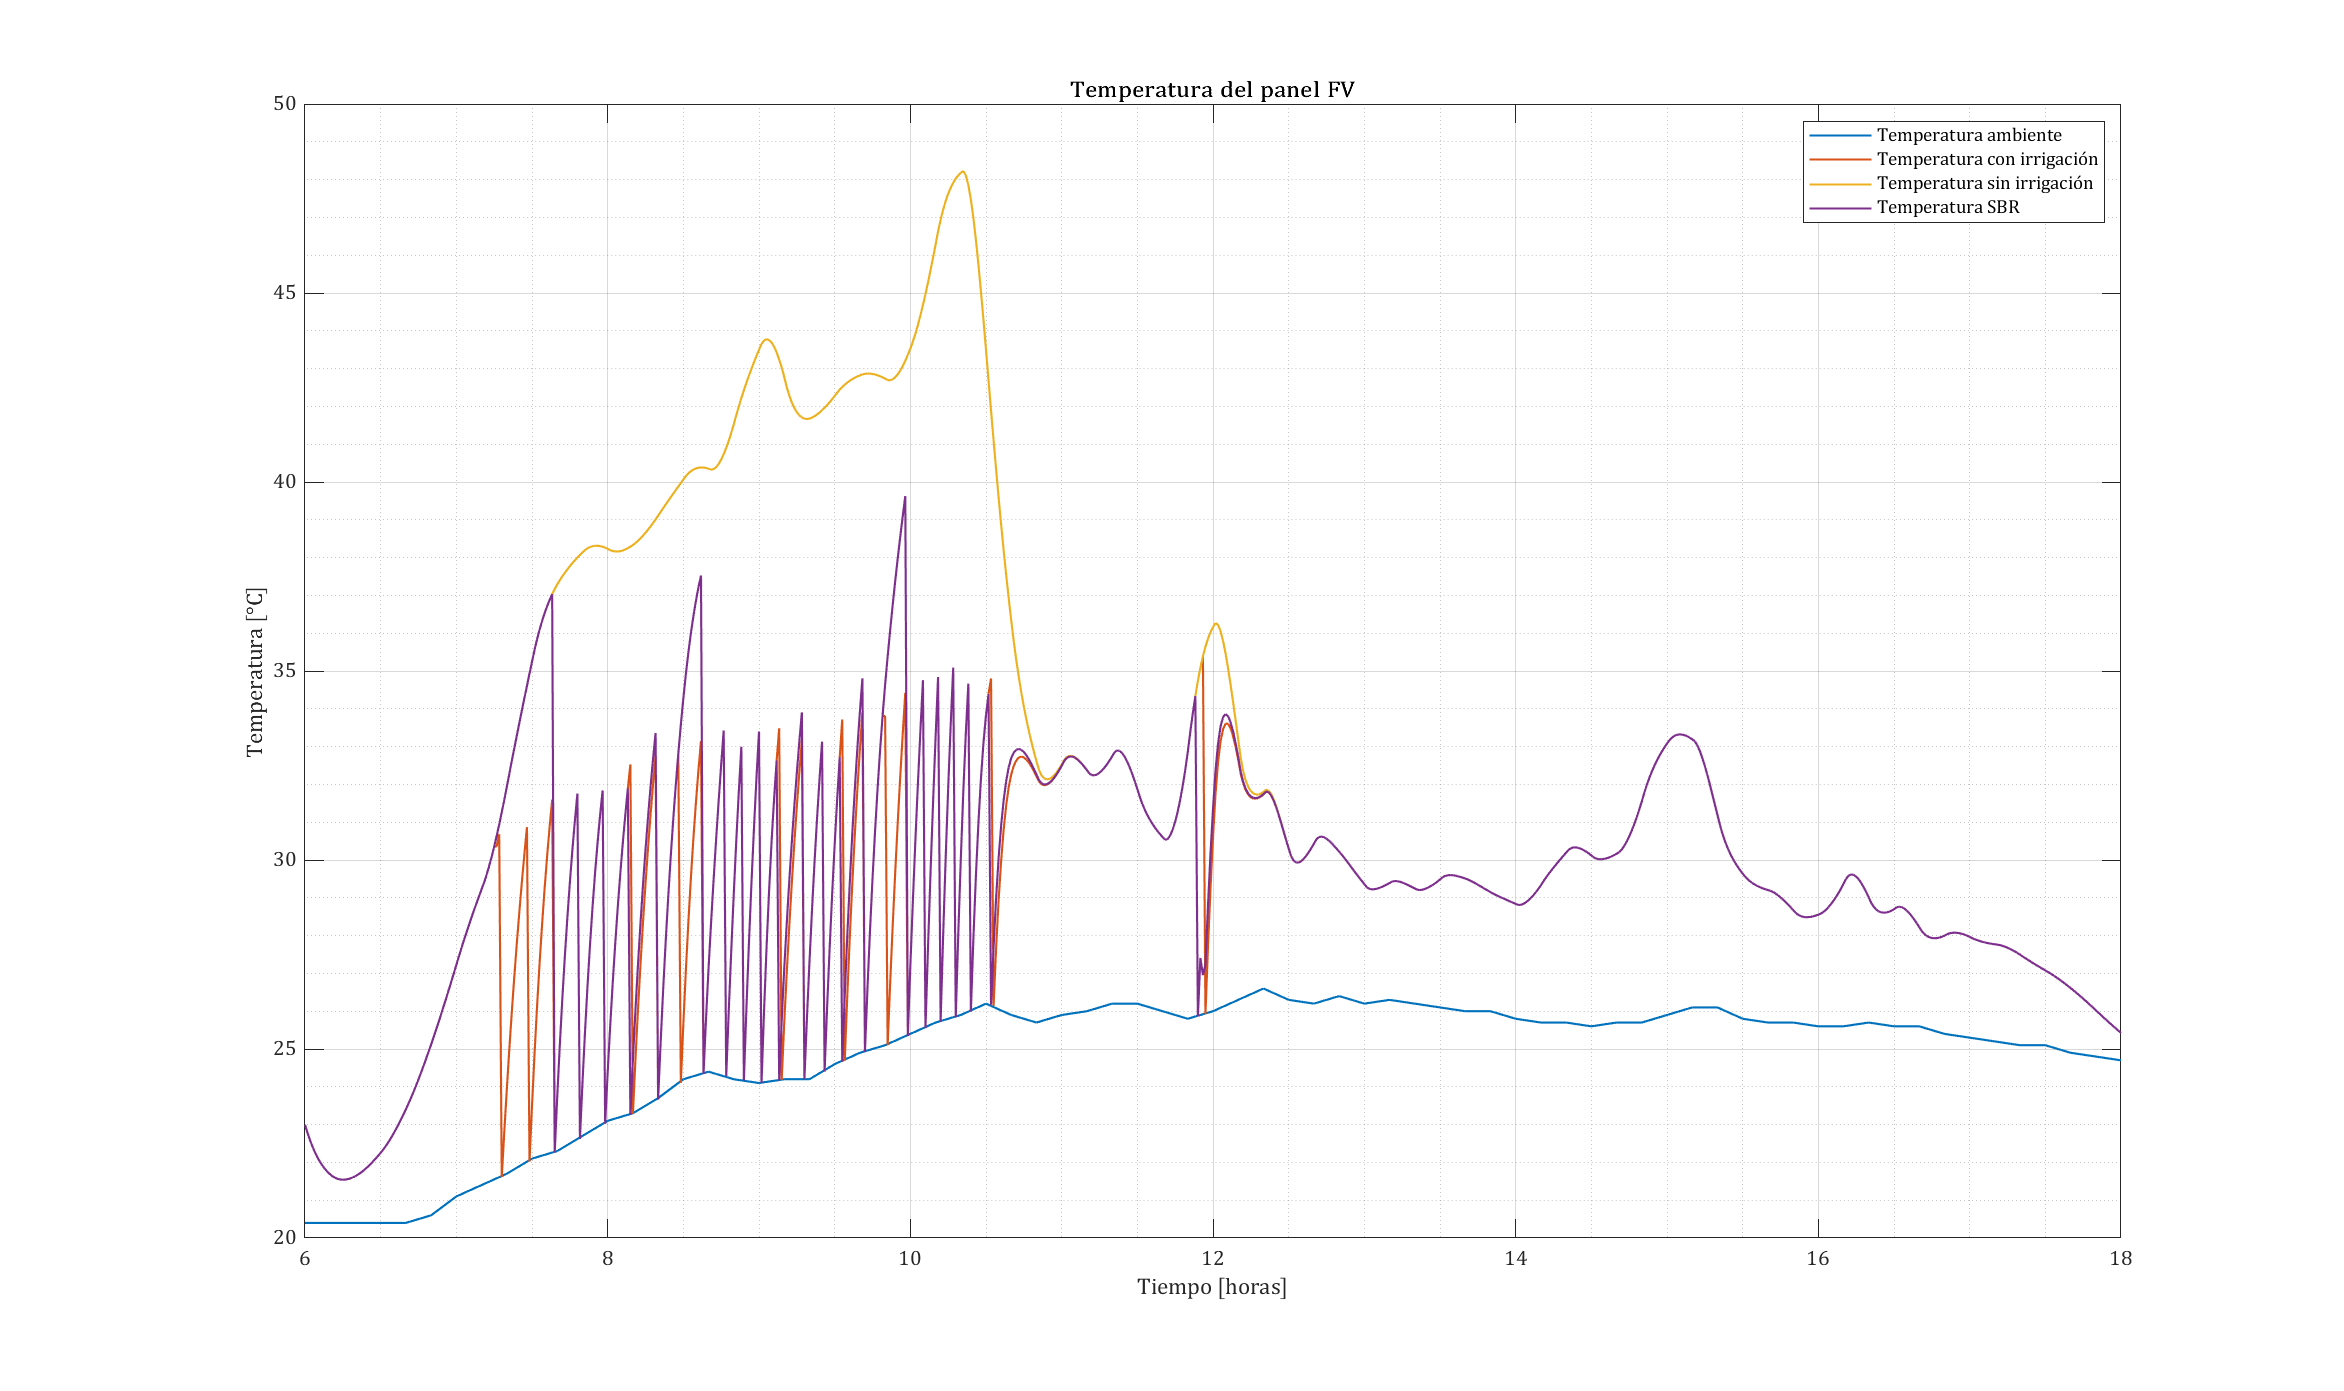 Temperatura del panel FV
50
45
40
35
30
25
20
Temperatura [°C]
Temperatura ambiente
Temperatura con irrigación
Temperatura sin irrigación
Temperatura SBR
6 8 10 12 14 16 18
Tiempo [horas]